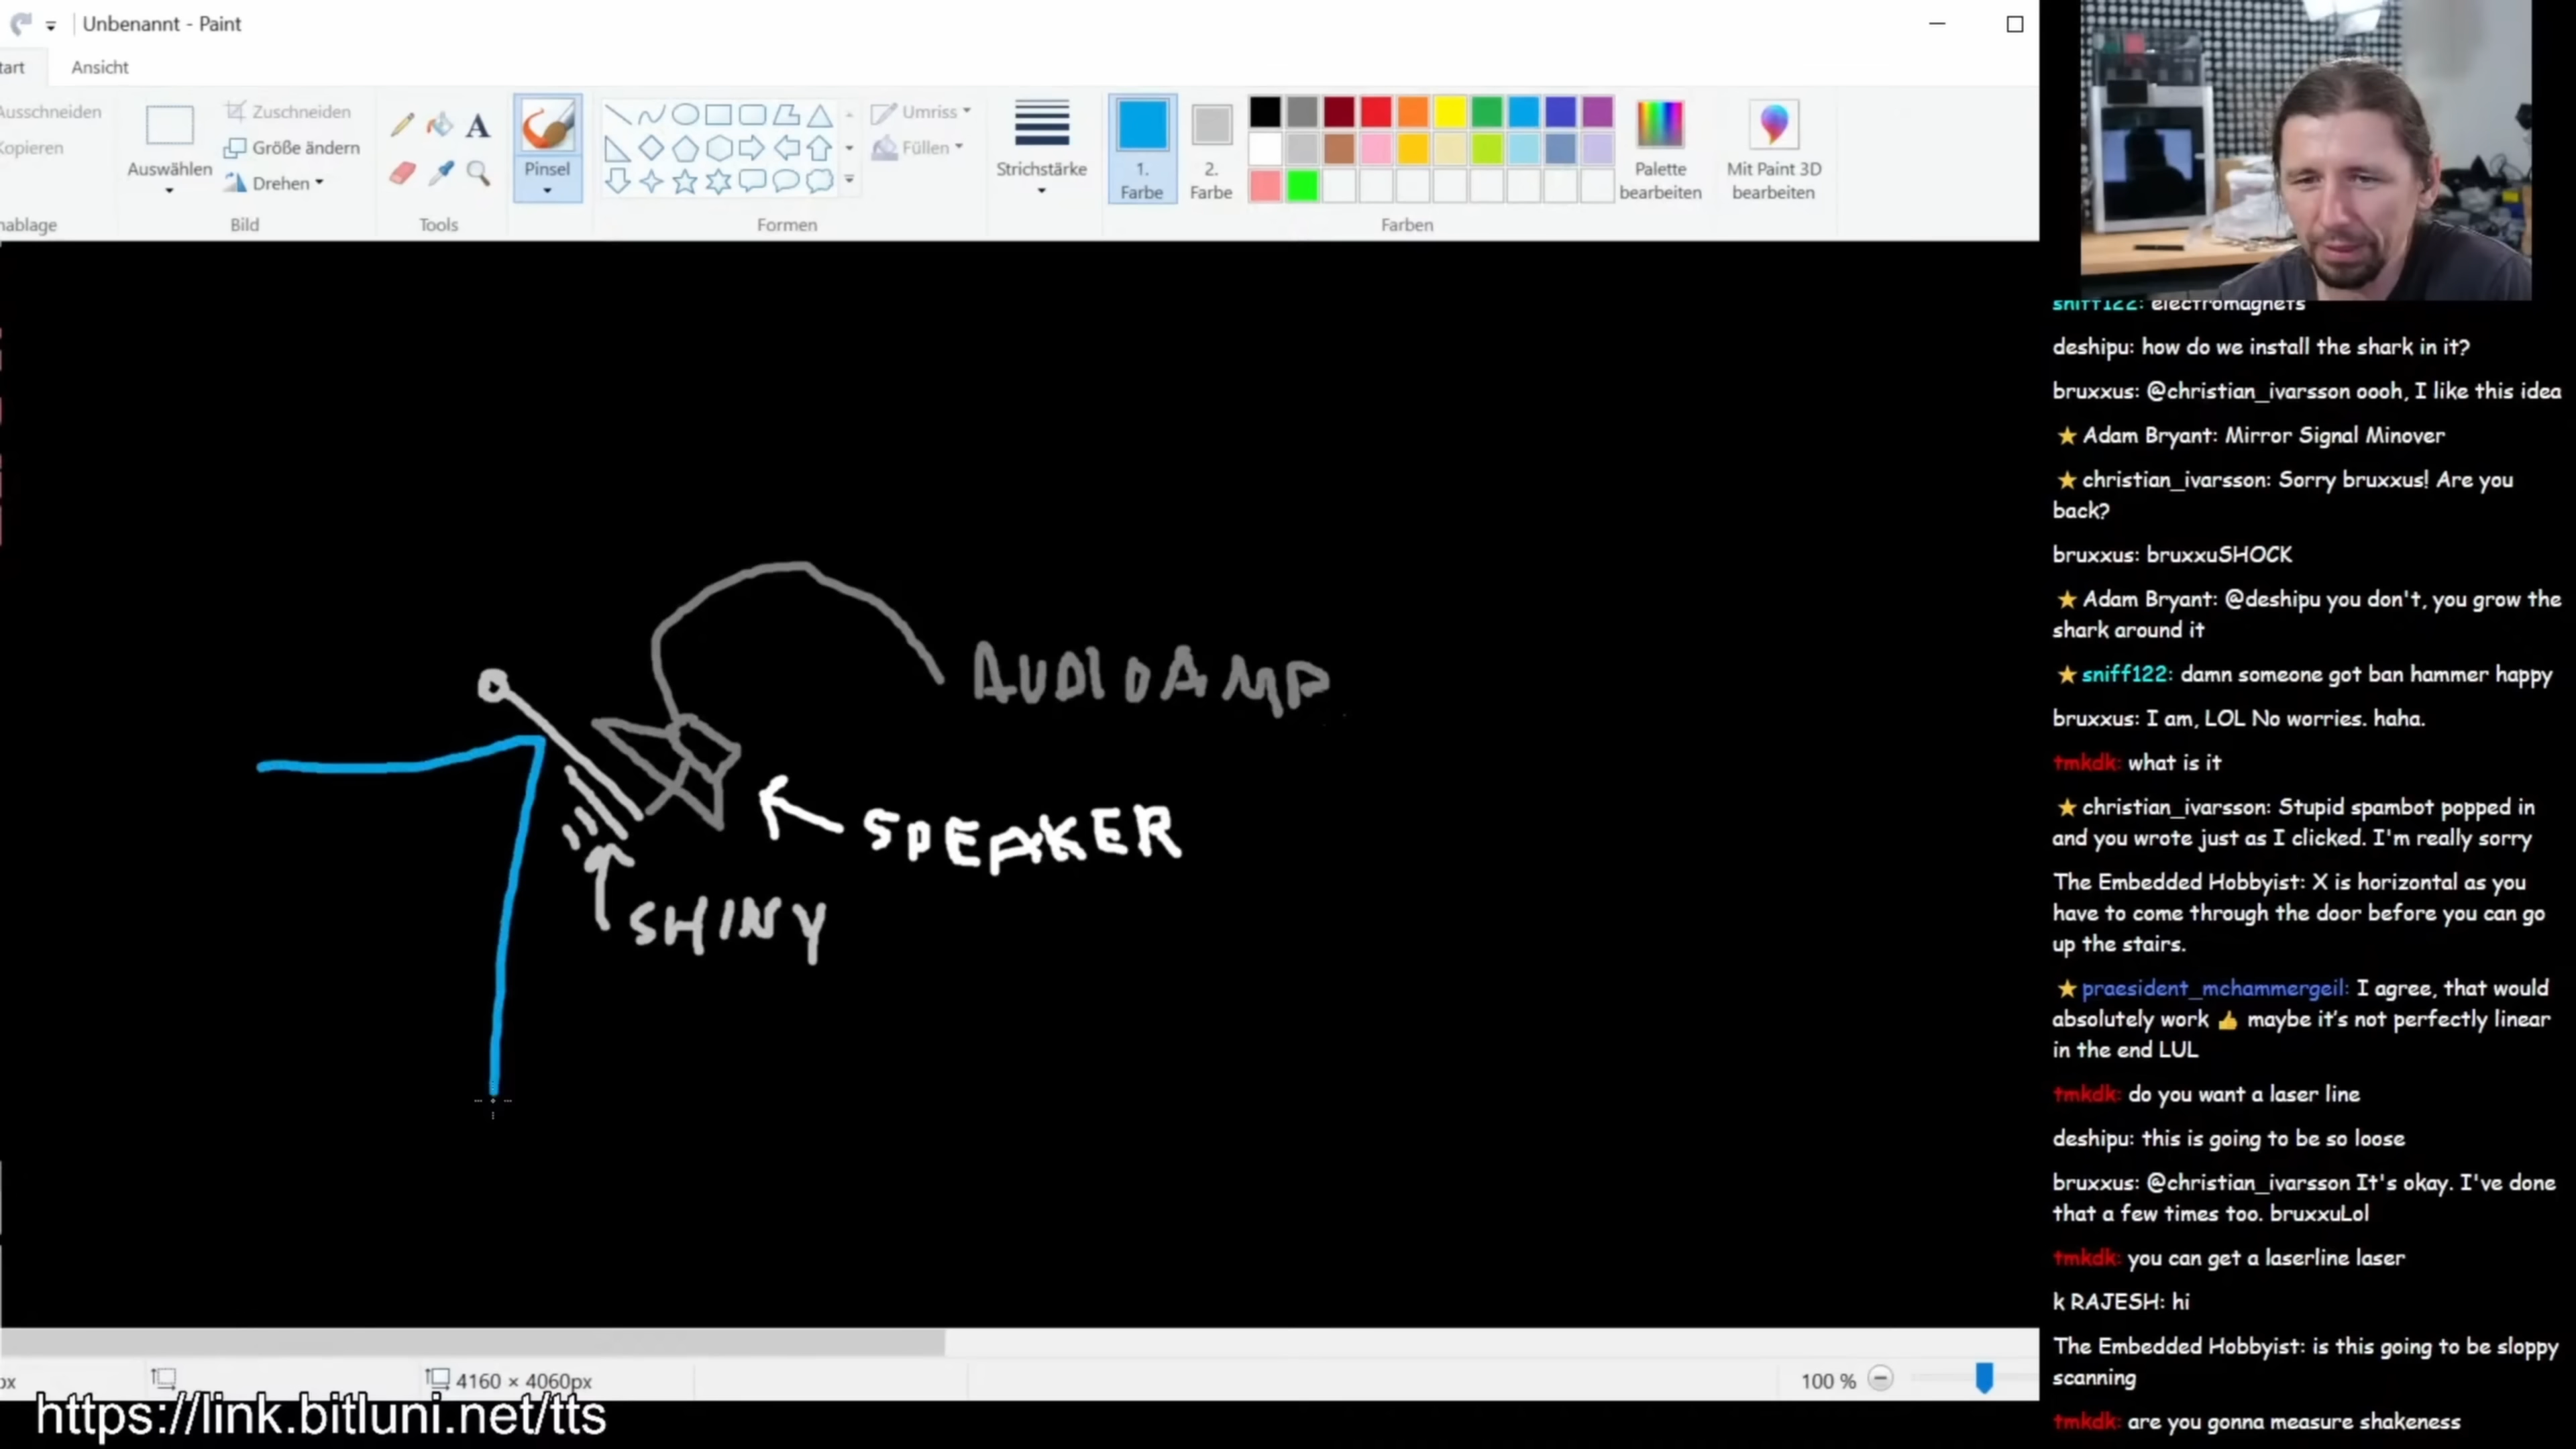 Unbenannt - Paint
tart
Ansicht
Ausschneiden
Kopieren
nablage
Auswählen
Zuschneiden
Größe ändern
Drehen
Bild
A
Tools
Pinsel
Formen
Umriss
Füllen
Strichstärke
1.
Farbe
2.
Farbe
Farben
Palette
bearbeiten
Mit Paint 3D
bearbeiten
AUDIO AMP
SPEAKER
SHINY
px
4160 × 4060px
100 %
https://link.bitluni.net/tts
sniff122: electromagnets
deshipu: how do we install the shark in it?
bruxxus: @christian_ivarsson oooh, I like this idea
Adam Bryant: Mirror Signal Minover
christian_ivarsson: Sorry bruxxus! Are you
back?
bruxxus: bruxxuSHOCK
Adam Bryant: @deshipu you don't, you grow the
shark around it
sniff122: damn someone got ban hammer happy
bruxxus: I am, LOL No worries. haha.
tmkdk: what is it
christian_ivarsson: Stupid spambot popped in
and you wrote just as I clicked. I'm really sorry
The Embedded Hobbyist: X is horizontal as you
have to come through the door before you can go
up the stairs.
praesident_mchammergeil: I agree, that would
absolutely work 👍 maybe it's not perfectly linear
in the end LUL
tmkdk: do you want a laser line
deshipu: this is going to be so loose
bruxxus: @christian_ivarsson It's okay. I've done
that a few times too. bruxxuLol
tmkdk: you can get a laserline laser
k RAJESH: hi
The Embedded Hobbyist: is this going to be sloppy
scanning
tmkdk: are you gonna measure shakeness